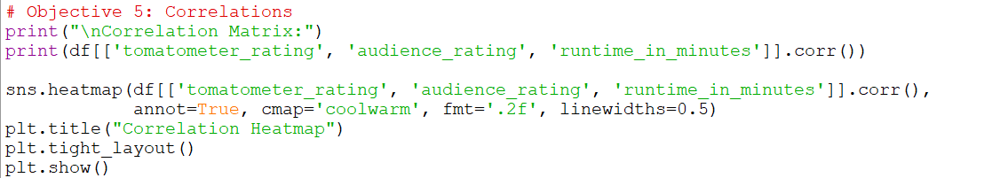 # Objective 5: Correlations
print("\nCorrelation Matrix:")
print(df[['tomatometer_rating', 'audience_rating', 'runtime_in_minutes']].corr())

sns.heatmap(df[['tomatometer_rating', 'audience_rating', 'runtime_in_minutes']].corr(),
            annot=True, cmap='coolwarm', fmt='.2f', linewidths=0.5)
plt.title("Correlation Heatmap")
plt.tight_layout()
plt.show()